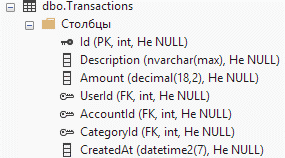 dbo.Transactions
Столбцы
Id (PK, int, Не NULL)
Description (nvarchar(max), Не NULL)
Amount (decimal(18,2), Не NULL)
UserId (FK, int, Не NULL)
AccountId (FK, int, Не NULL)
CategoryId (FK, int, Не NULL)
CreatedAt (datetime2(7), Не NULL)